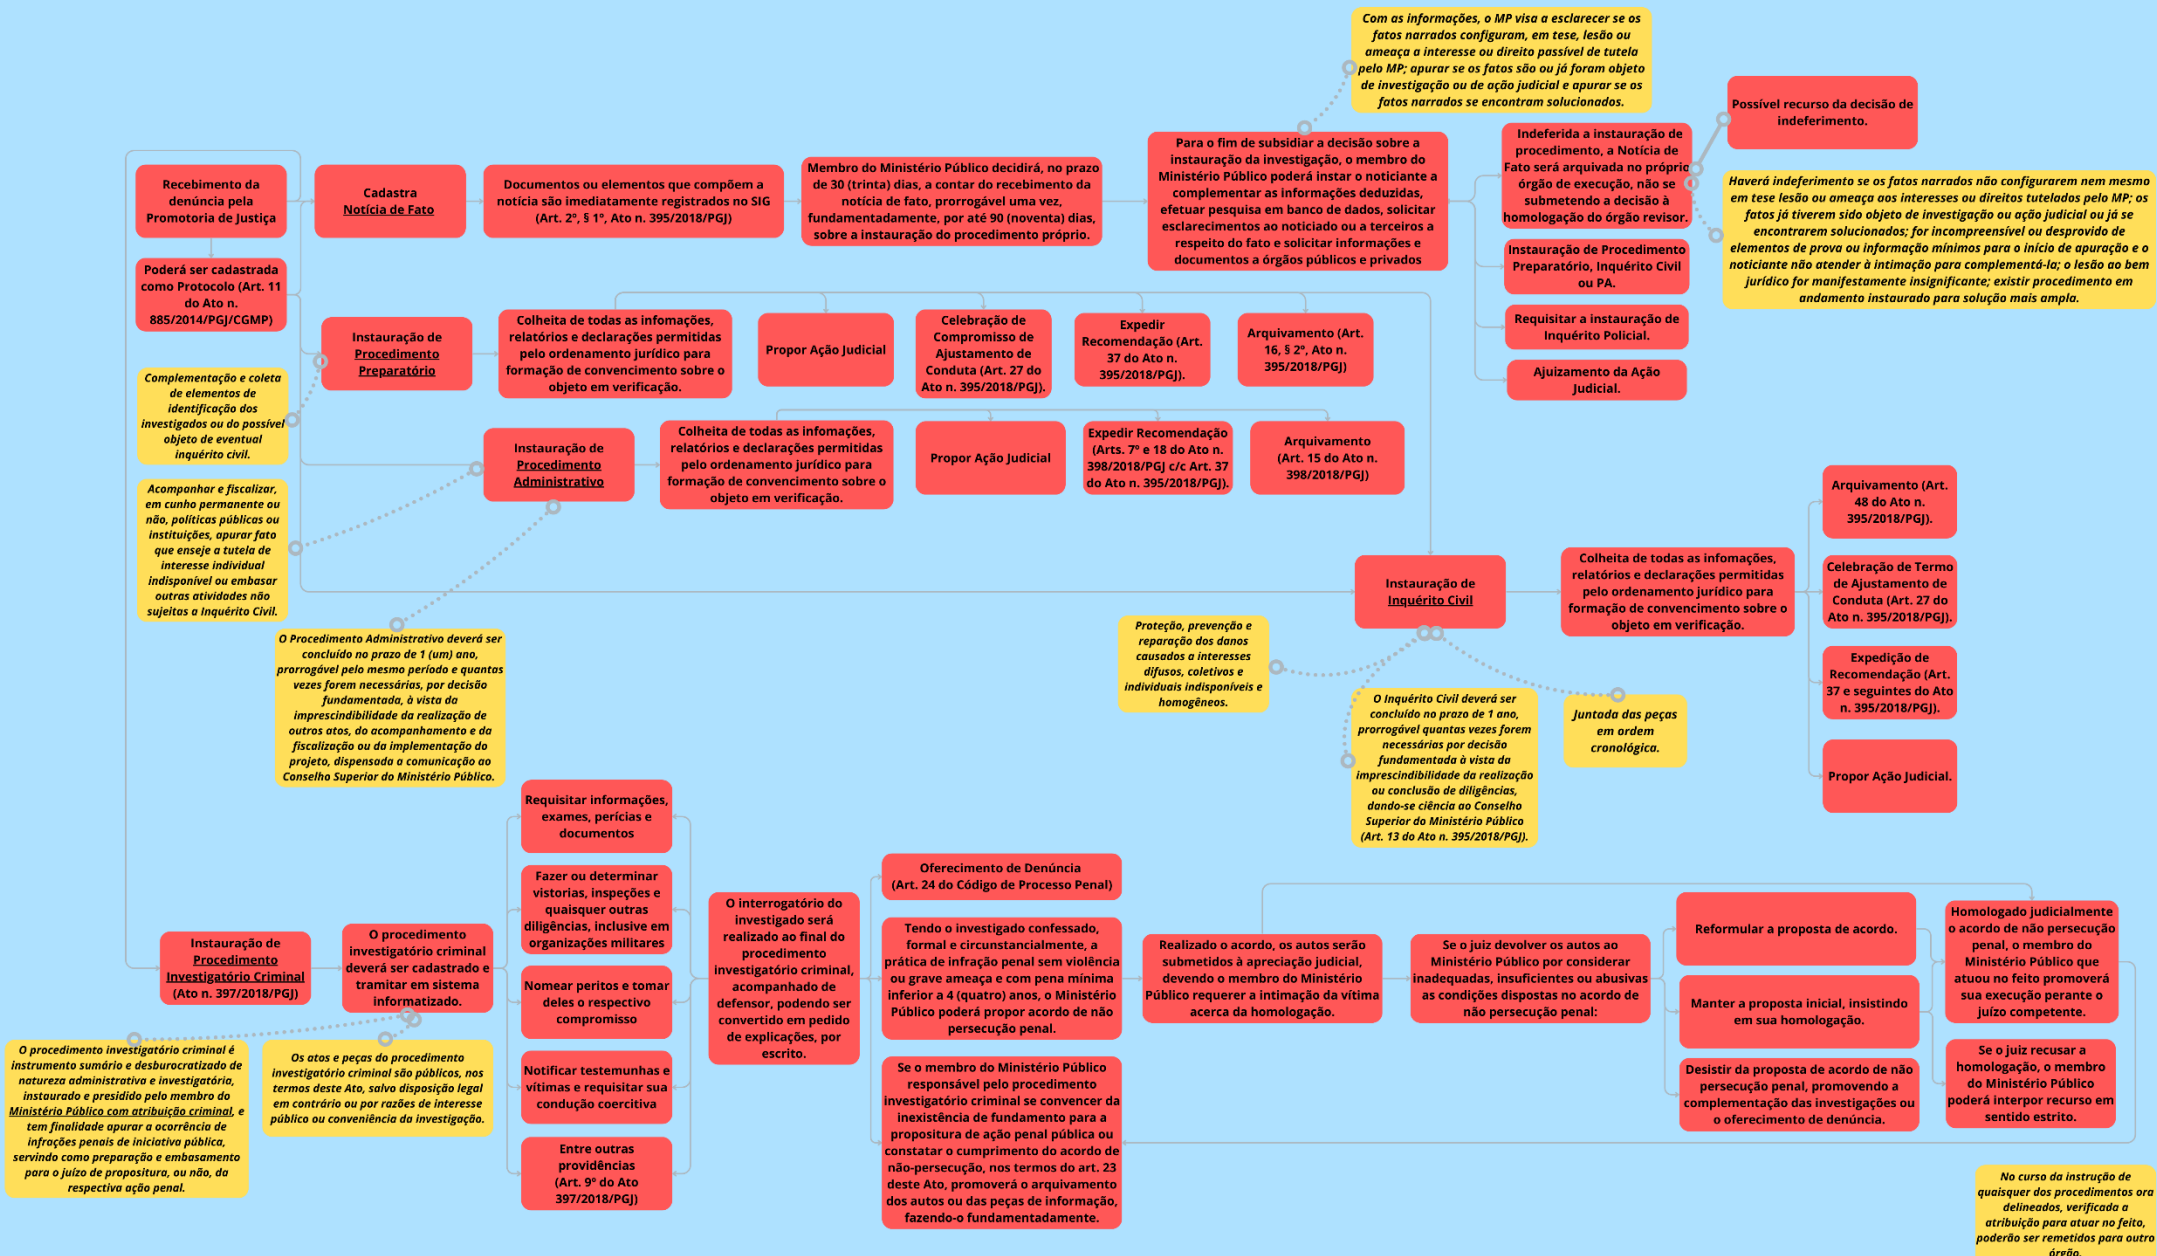 Com as informações, o MP visa a esclarecer se os
fatos narrados configuram, em tese, lesão ou
ameaça a interesse ou direito passível de tutela
pelo MP; apurar se os fatos são ou já foram objeto
de investigação ou de ação judicial e apurar se os
fatos narrados se encontram solucionados.
Possível recurso da decisão de
indeferimento.
Recebimento da
denúncia pela
Promotoria de Justiça
Cadastra
Notícia de Fato
Documentos ou elementos que compõem a
notícia são imediatamente registrados no SIG
(Art. 2º, § 1º, Ato n. 395/2018/PGJ)
Membro do Ministério Público decidirá, no prazo
de 30 (trinta) dias, a contar do recebimento da
notícia de fato, prorrogável uma vez,
fundamentadamente, por até 90 (noventa) dias,
sobre a instauração do procedimento próprio.
Para o fim de subsidiar a decisão sobre a
instauração da investigação, o membro do
Ministério Público poderá instar o noticiante a
complementar as informações deduzidas,
efetuar pesquisa em banco de dados, solicitar
esclarecimentos ao noticiado ou a terceiros a
respeito do fato e solicitar informações e
documentos a órgãos públicos e privados
Indeferida a instauração de
procedimento, a Notícia de
Fato será arquivada no próprio
órgão de execução, não se
submetendo a decisão à
homologação do órgão revisor.
Haverá indeferimento se os fatos narrados não configurarem nem mesmo
em tese lesão ou ameaça aos interesses ou direitos tutelados pelo MP; os
fatos já tiverem sido objeto de investigação ou ação judicial ou já se
encontrarem solucionados; for incompreensível ou desprovido de
elementos de prova ou informação mínimos para o início de apuração e o
noticiante não atender à intimação para complementá-la; o lesão ao bem
jurídico for manifestamente insignificante; existir procedimento em
andamento instaurado para solução mais ampla.
Instauração de Procedimento
Preparatório, Inquérito Civil
ou PA.
Requisitar a instauração de
Inquérito Policial.
Ajuizamento da Ação
Judicial.
Poderá ser cadastrada
como Protocolo (Art. 11
do Ato n.
885/2014/PGJ/CGMP)
Instauração de
Procedimento
Preparatório
Colheita de todas as infomações,
relatórios e declarações permitidas
pelo ordenamento jurídico para
formação de convencimento sobre o
objeto em verificação.
Propor Ação Judicial
Celebração de
Compromisso de
Ajustamento de
Conduta (Art. 27 do
Ato n. 395/2018/PGJ).
Expedir
Recomendação (Art.
37 do Ato n.
395/2018/PGJ).
Arquivamento (Art.
16, § 2º, Ato n.
395/2018/PGJ)
Complementação e coleta
de elementos de
identificação dos
investigados ou do possível
objeto de eventual
inquérito civil.
Instauração de
Procedimento
Administrativo
Colheita de todas as infomações,
relatórios e declarações permitidas
pelo ordenamento jurídico para
formação de convencimento sobre o
objeto em verificação.
Propor Ação Judicial
Expedir Recomendação
(Arts. 7º e 18 do Ato n.
398/2018/PGJ c/c Art. 37
do Ato n. 395/2018/PGJ).
Arquivamento
(Art. 15 do Ato n.
398/2018/PGJ)
Acompanhar e fiscalizar,
em cunho permanente ou
não, políticas públicas ou
instituições, apurar fato
que enseje a tutela de
interesse individual
indisponível ou embasar
outras atividades não
sujeitas a Inquérito Civil.
O Procedimento Administrativo deverá ser
concluído no prazo de 1 (um) ano,
prorrogável pelo mesmo período e quantas
vezes forem necessárias, por decisão
fundamentada, à vista da
imprescindibilidade da realização de
outros atos, do acompanhamento e da
fiscalização ou da implementação do
projeto, dispensada a comunicação ao
Conselho Superior do Ministério Público.
Instauração de
Inquérito Civil
Colheita de todas as infomações,
relatórios e declarações permitidas
pelo ordenamento jurídico para
formação de convencimento sobre o
objeto em verificação.
Arquivamento (Art.
48 do Ato n.
395/2018/PGJ).
Celebração de Termo
de Ajustamento de
Conduta (Art. 27 do
Ato n. 395/2018/PGJ).
Expedição de
Recomendação (Art.
37 e seguintes do Ato
n. 395/2018/PGJ).
Propor Ação Judicial.
Proteção, prevenção e
reparação dos danos
causados a interesses
difusos, coletivos e
individuais indisponíveis e
homogêneos.
O Inquérito Civil deverá ser
concluído no prazo de 1 ano,
prorrogável quantas vezes forem
necessárias por decisão
fundamentada à vista da
imprescindibilidade da realização
ou conclusão de diligências,
dando-se ciência ao Conselho
Superior do Ministério Público
(Art. 13 do Ato n. 395/2018/PGJ).
Juntada das peças
em ordem
cronológica.
Instauração de
Procedimento
Investigatório Criminal
(Ato n. 397/2018/PGJ)
O procedimento
investigatório criminal
deverá ser cadastrado e
tramitar em sistema
informatizado.
O procedimento investigatório criminal é
instrumento sumário e desburocratizado de
natureza administrativa e investigatória,
instaurado e presidido pelo membro do
Ministério Público com atribuição criminal, e
tem finalidade apurar a ocorrência de
infrações penais de iniciativa pública,
servindo como preparação e embasamento
para o juízo de propositura, ou não, da
respectiva ação penal.
Os atos e peças do procedimento
investigatório criminal são públicos, nos
termos deste Ato, salvo disposição legal
em contrário ou por razões de interesse
público ou conveniência da investigação.
Requisitar informações,
exames, perícias e
documentos
Fazer ou determinar
vistorias, inspeções e
quaisquer outras
diligências, inclusive em
organizações militares
Nomear peritos e tomar
deles o respectivo
compromisso
Notificar testemunhas e
vítimas e requisitar sua
condução coercitiva
Entre outras
providências
(Art. 9º do Ato
397/2018/PGJ)
O interrogatório do
investigado será
realizado ao final do
procedimento
investigatório criminal,
acompanhado de
defensor, podendo ser
convertido em pedido
de explicações, por
escrito.
Oferecimento de Denúncia
(Art. 24 do Código de Processo Penal)
Tendo o investigado confessado,
formal e circunstancialmente, a
prática de infração penal sem violência
ou grave ameaça e com pena mínima
inferior a 4 (quatro) anos, o Ministério
Público poderá propor acordo de não
persecução penal.
Se o membro do Ministério Público
responsável pelo procedimento
investigatório criminal se convencer da
inexistência de fundamento para a
propositura de ação penal pública ou
constatar o cumprimento do acordo de
não-persecução, nos termos do art. 23
deste Ato, promoverá o arquivamento
dos autos ou das peças de informação,
fazendo-o fundamentadamente.
Realizado o acordo, os autos serão
submetidos à apreciação judicial,
devendo o membro do Ministério
Público requerer a intimação da vítima
acerca da homologação.
Se o juiz devolver os autos ao
Ministério Público por considerar
inadequadas, insuficientes ou abusivas
as condições dispostas no acordo de
não persecução penal:
Reformular a proposta de acordo.
Manter a proposta inicial, insistindo
em sua homologação.
Desistir da proposta de acordo de não
persecução penal, promovendo a
complementação das investigações ou
o oferecimento de denúncia.
Homologado judicialmente
o acordo de não persecução
penal, o membro do
Ministério Público que
atuou no feito promoverá
sua execução perante o
juízo competente.
Se o juiz recusar a
homologação, o membro
do Ministério Público
poderá interpor recurso em
sentido estrito.
No curso da instrução de
quaisquer dos procedimentos ora
delineados, verificada a
atribuição para atuar no feito,
poderão ser remetidos para outro
órgão.